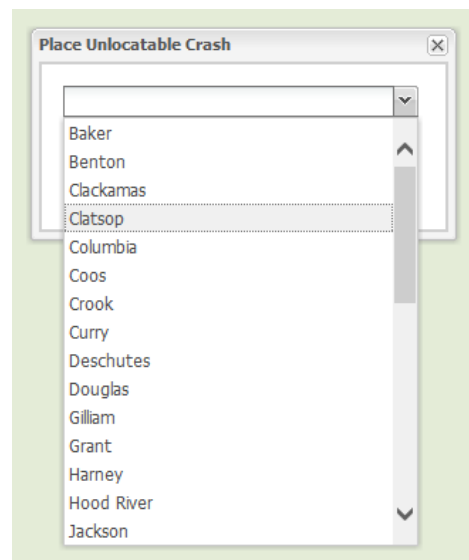 Place Unlocatable Crash
Baker
Benton
Clackamas
Clatsop
Columbia
Coos
Crook
Curry
Deschutes
Douglas
Gilliam
Grant
Harney
Hood River
Jackson